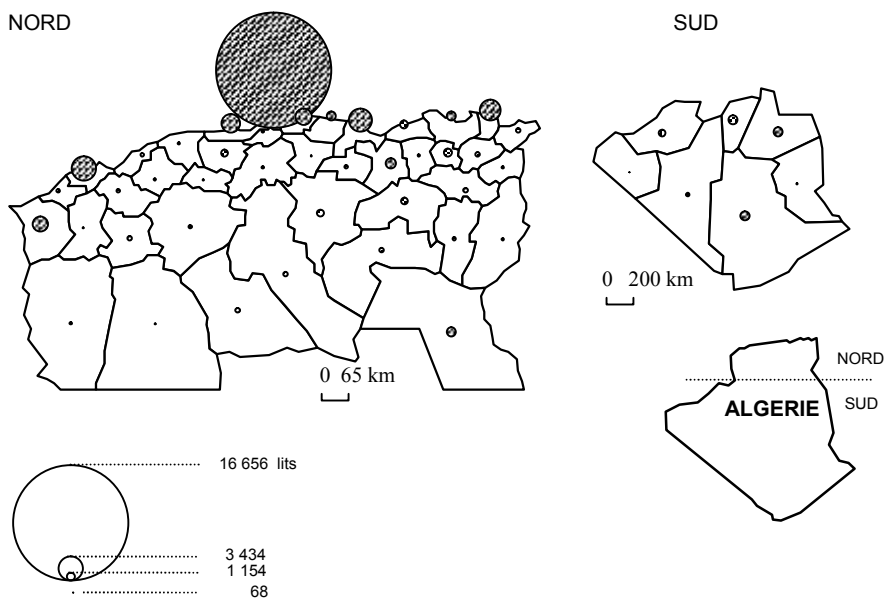 NORD
SUD
0 200 km
0 65 km
NORD
ALGERIE
SUD
16 656 lits
3 434
1 154
68